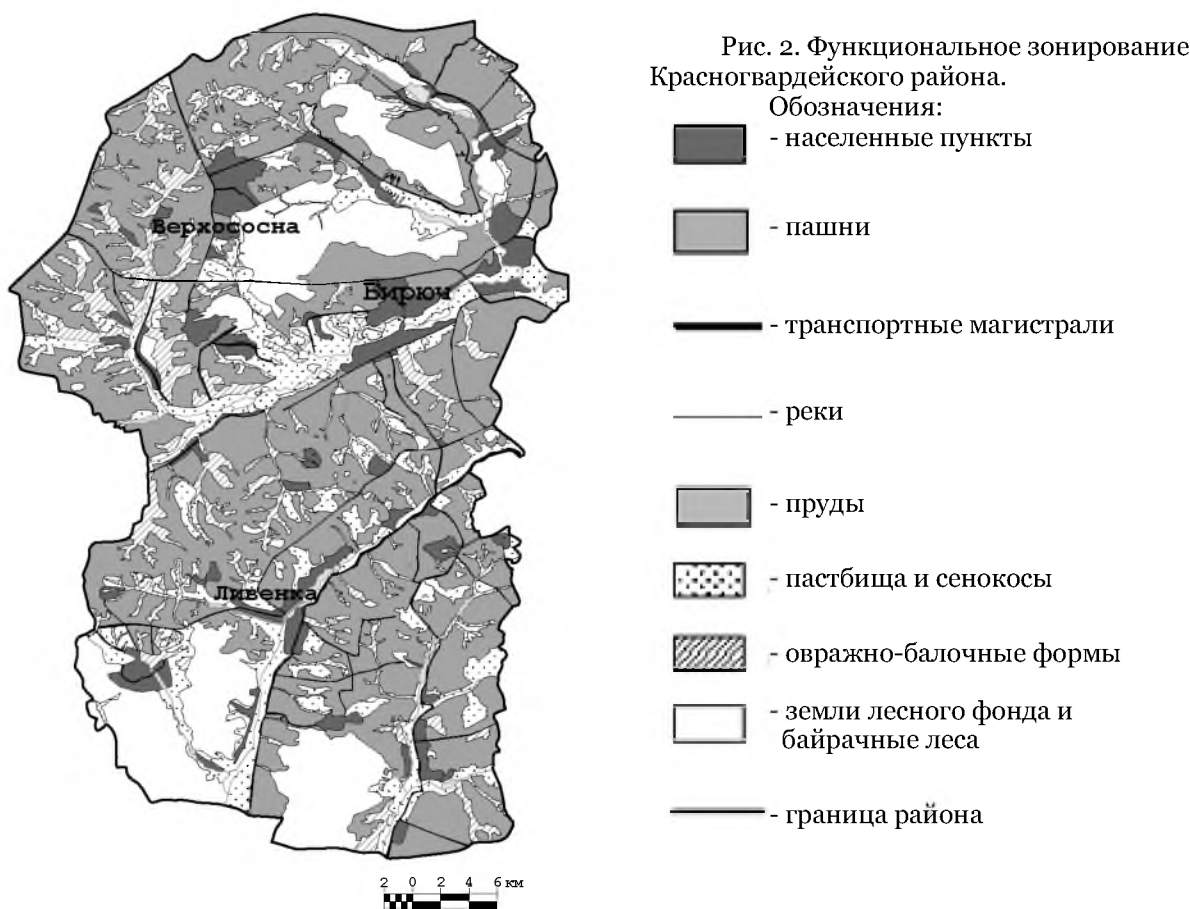 Рис. 2. Функциональное зонирование
Красногвардейского района.
Обозначения:
- населенные пункты
- пашни
- транспортные магистрали
- реки
- пруды
- пастбища и сенокосы
- овражно-балочные формы
- земли лесного фонда и
байрачные леса
- граница района
Верхососна
Бирюч
Ливенка
2 0 2 4 6 км